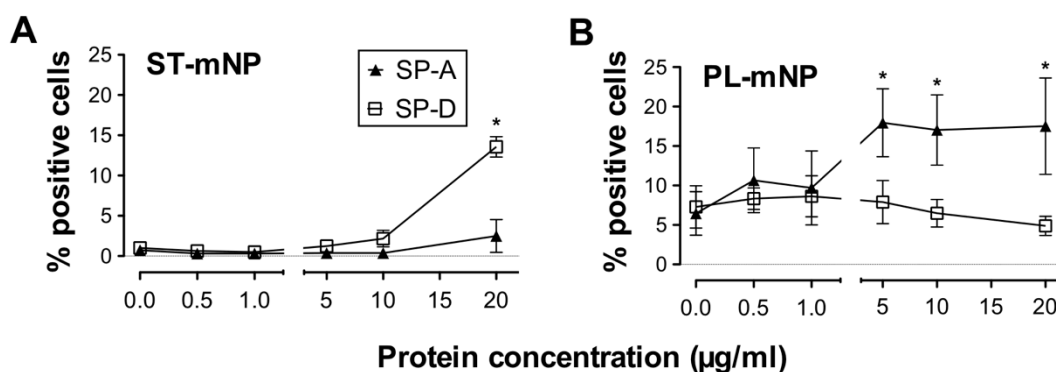 A
ST-mNP
SP-A
SP-D
*
% positive cells
25
20
15
10
5
0
0.0 0.5 1.0 5 10 15 20
B
PL-mNP
* * *
% positive cells
25
20
15
10
5
0
0.0 0.5 1.0 5 10 15 20
Protein concentration (µg/ml)